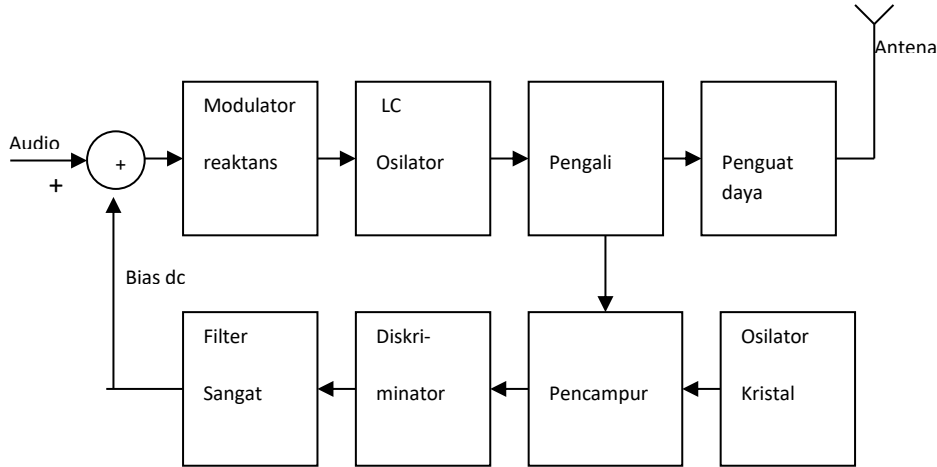 Antena
Modulator
reaktans
LC
Osilator
Pengali
Penguat
daya
Audio
+
+
Bias dc
Filter
Sangat
Diskri-
minator
Pencampur
Osilator
Kristal